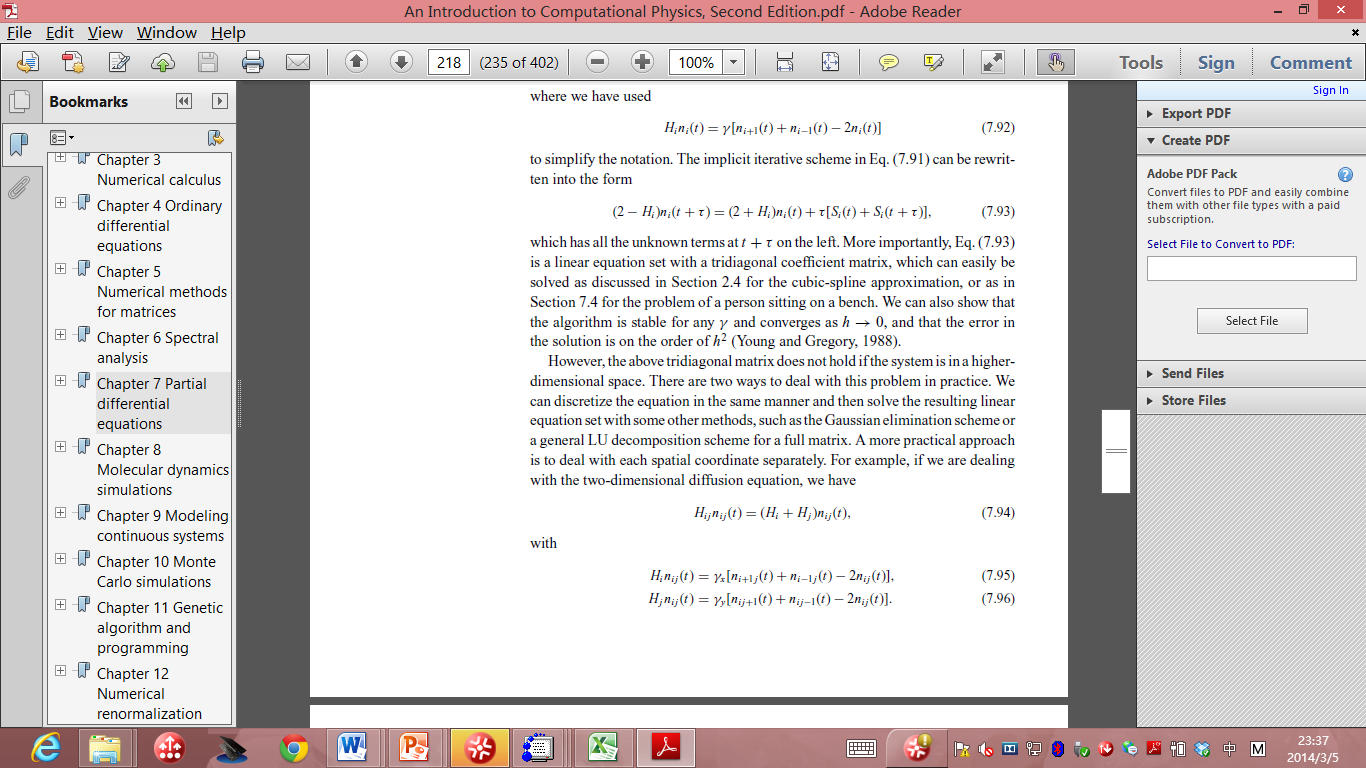 An Introduction to Computational Physics, Second Edition.pdf - Adobe Reader
File Edit View Window Help
218 (235 of 402) 100% Tools Sign Comment
Sign In
Bookmarks
Chapter 3
Numerical calculus
Chapter 4 Ordinary
differential
equations
Chapter 5
Numerical methods
for matrices
Chapter 6 Spectral
analysis
Chapter 7 Partial
differential
equations
Chapter 8
Molecular dynamics
simulations
Chapter 9 Modeling
continuous systems
Chapter 10 Monte
Carlo simulations
Chapter 11 Genetic
algorithm and
programming
Chapter 12
Numerical
renormalization
where we have used
H_i n_i(t) = γ[n_{i+1}(t) + n_{i−1}(t) − 2n_i(t)] (7.92)
to simplify the notation. The implicit iterative scheme in Eq. (7.91) can be rewrit-
ten into the form
(2 − H_i)n_i(t + τ) = (2 + H_i)n_i(t) + τ[S_i(t) + S_i(t + τ)], (7.93)
which has all the unknown terms at t + τ on the left. More importantly, Eq. (7.93)
is a linear equation set with a tridiagonal coefficient matrix, which can easily be
solved as discussed in Section 2.4 for the cubic-spline approximation, or as in
Section 7.4 for the problem of a person sitting on a bench. We can also show that
the algorithm is stable for any γ and converges as h → 0, and that the error in
the solution is on the order of h² (Young and Gregory, 1988).
However, the above tridiagonal matrix does not hold if the system is in a higher-
dimensional space. There are two ways to deal with this problem in practice. We
can discretize the equation in the same manner and then solve the resulting linear
equation set with some other methods, such as the Gaussian elimination scheme or
a general LU decomposition scheme for a full matrix. A more practical approach
is to deal with each spatial coordinate separately. For example, if we are dealing
with the two-dimensional diffusion equation, we have
H_{ij} n_{ij}(t) = (H_i + H_j)n_{ij}(t), (7.94)
with
H_i n_{ij}(t) = γ_x[n_{i+1j}(t) + n_{i−1j}(t) − 2n_{ij}(t)], (7.95)
H_j n_{ij}(t) = γ_y[n_{ij+1}(t) + n_{ij−1}(t) − 2n_{ij}(t)]. (7.96)
Export PDF
Create PDF
Adobe PDF Pack
Convert files to PDF and easily combine
them with other file types with a paid
subscription.
Select File to Convert to PDF:
Select File
Send Files
Store Files
中 M
23:37
2014/3/5